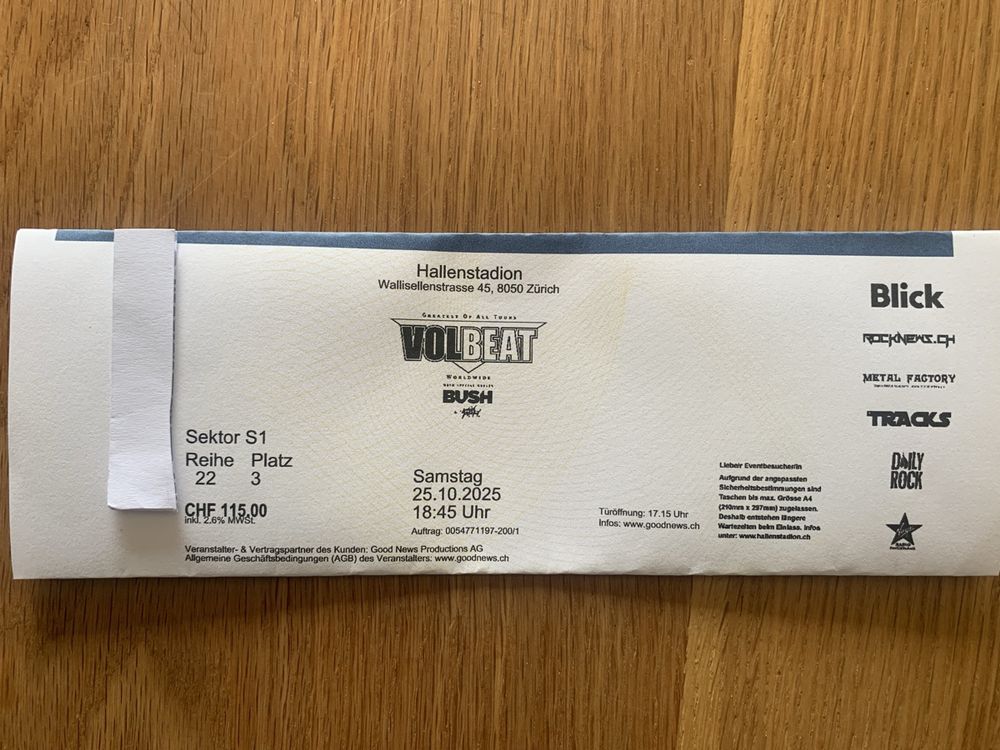 Hallenstadion
Wallisellenstrasse 45, 8050 Zürich
Greatest Of All Tours
VOLBEAT
Worldwide
BUSH
Sektor S1
Reihe Platz
22 3
CHF 115.00
inkl. 2.6% MWSt.
Samstag
25.10.2025
18:45 Uhr
Auftrag: 0054771197-200/1
Veranstalter- & Vertragspartner des Kunden: Good News Productions AG
Allgemeine Geschäftsbedingungen (AGB) des Veranstalters: www.goodnews.ch
Türöffnung: 17.15 Uhr
Infos: www.goodnews.ch
Liebe/r Eventbesucher/in
Aufgrund der angepassten
Sicherheitsbestimmungen sind
Taschen bis max. Grösse A4
(210mm x 297mm) zugelassen.
Deshalb entstehen längere
Wartezeiten beim Einlass. Infos
unter: www.hallenstadion.ch
Blick
ROCKNEWS.CH
METAL FACTORY
TRACKS
DAILY
ROCK